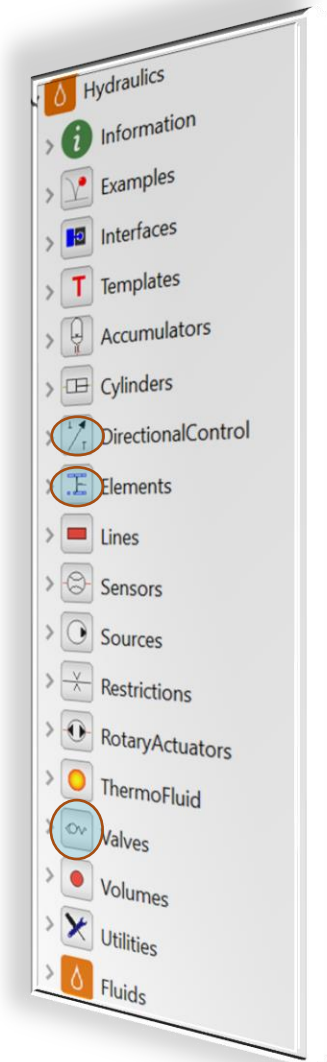 Hydraulics
Information
Examples
Interfaces
T Templates
Accumulators
Cylinders
DirectionalControl
Elements
Lines
Sensors
Sources
Restrictions
RotaryActuators
ThermoFluid
Valves
Volumes
Utilities
Fluids